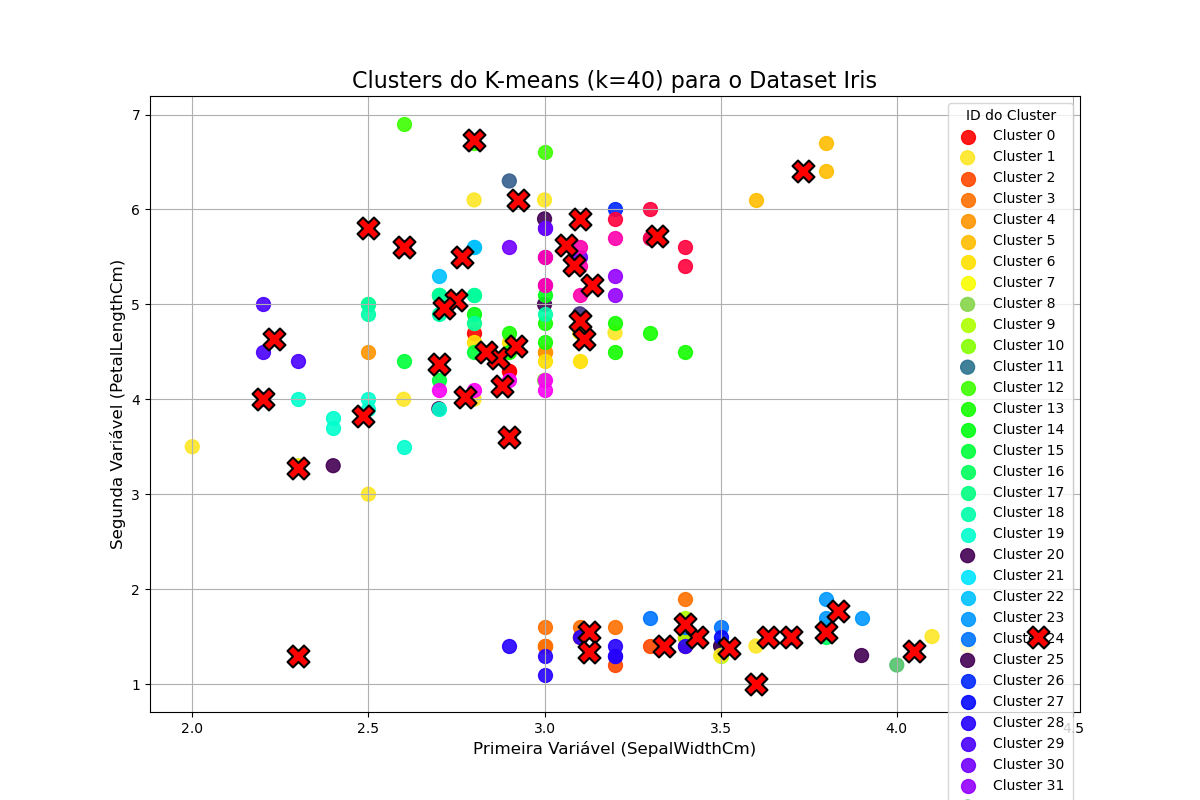 Clusters do K-means (k=40) para o Dataset Iris
7
6
5
4
3
2
1
Segunda Variável (PetalLengthCm)
2.0
2.5
3.0
3.5
4.0
4.5
Primeira Variável (SepalWidthCm)
ID do Cluster
Cluster 0
Cluster 1
Cluster 2
Cluster 3
Cluster 4
Cluster 5
Cluster 6
Cluster 7
Cluster 8
Cluster 9
Cluster 10
Cluster 11
Cluster 12
Cluster 13
Cluster 14
Cluster 15
Cluster 16
Cluster 17
Cluster 18
Cluster 19
Cluster 20
Cluster 21
Cluster 22
Cluster 23
Cluster 24
Cluster 25
Cluster 26
Cluster 27
Cluster 28
Cluster 29
Cluster 30
Cluster 31